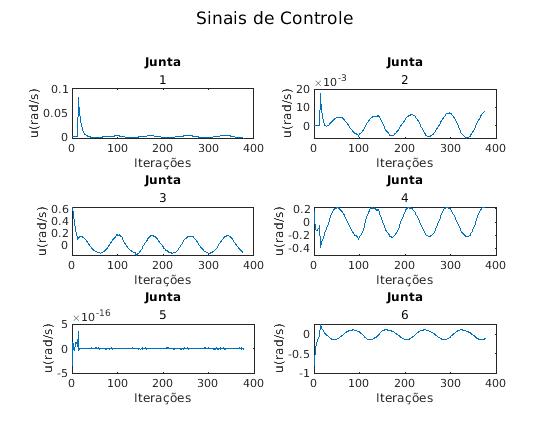 Sinais de Controle
Junta
1
u(rad/s)
0.1
0.05
0
0 100 200 300 400
Iterações
Junta
2
×10-3
u(rad/s)
20
10
0
0 100 200 300 400
Iterações
Junta
3
u(rad/s)
0.6
0.4
0.2
0
0 100 200 300 400
Iterações
Junta
4
u(rad/s)
0.2
0
-0.2
-0.4
0 100 200 300 400
Iterações
Junta
5
×10-16
u(rad/s)
5
0
-5
0 100 200 300 400
Iterações
Junta
6
u(rad/s)
0
-0.5
-1
0 100 200 300 400
Iterações